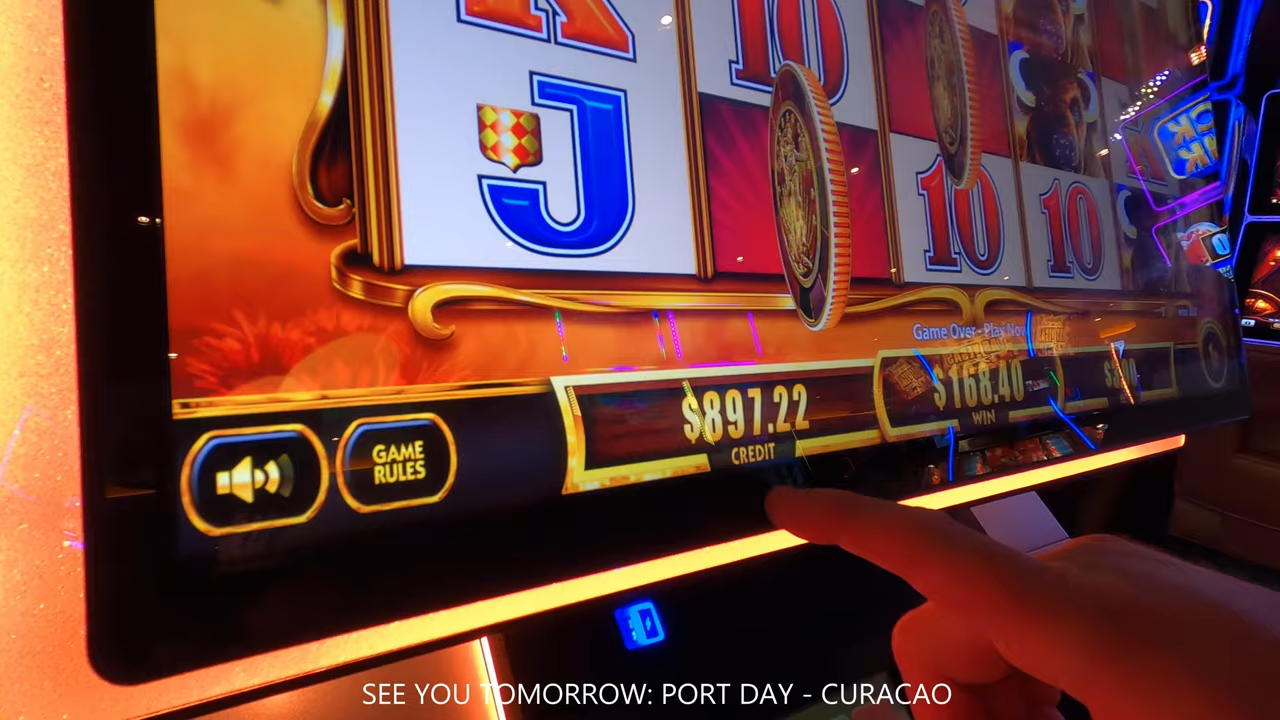 K
J
10
10
10
Game Over - Play Now
$897.22
CREDIT
$168.40
WIN
GAME
RULES
SEE YOU TOMORROW: PORT DAY - CURACAO